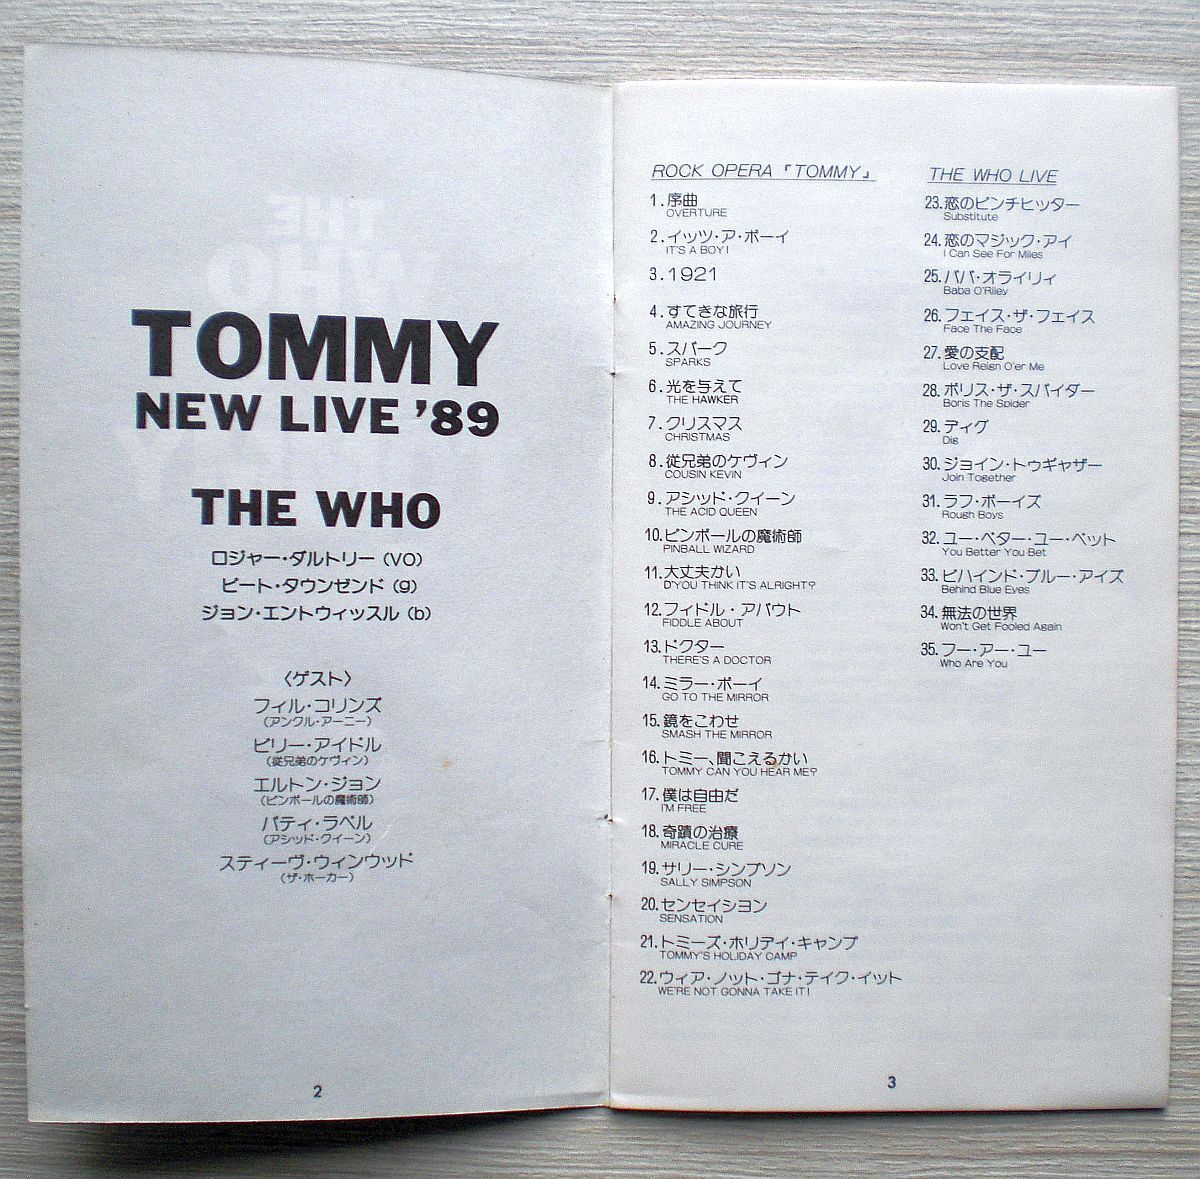 TOMMY
NEW LIVE '89
THE WHO
ロジャー・ダルトリー (VO)
ピート・タウンゼンド (g)
ジョン・エントウィッスル (b)
〈ゲスト〉
フィル・コリンズ
(アンクル・アーニー)
ビリー・アイドル
(従兄弟のケヴィン)
エルトン・ジョン
(ピンボールの魔術師)
パティ・ラベル
(アシッド・クイーン)
スティーヴ・ウィンウッド
(ザ・ホーカー)
2
ROCK OPERA 『TOMMY』
1.序曲
OVERTURE
2.イッツ・ア・ボーイ
IT'S A BOY!
3.1921
4.すてきな旅行
AMAZING JOURNEY
5.スパーク
SPARKS
6.光を与えて
THE HAWKER
7.クリスマス
CHRISTMAS
8.従兄弟のケヴィン
COUSIN KEVIN
9.アシッド・クイーン
THE ACID QUEEN
10.ピンボールの魔術師
PINBALL WIZARD
11.大丈夫かい
D'YOU THINK IT'S ALRIGHT?
12.フィドル・アバウト
FIDDLE ABOUT
13.ドクター
THERE'S A DOCTOR
14.ミラー・ボーイ
GO TO THE MIRROR
15.鏡をこわせ
SMASH THE MIRROR
16.トミー、聞こえるかい
TOMMY CAN YOU HEAR ME?
17.僕は自由だ
I'M FREE
18.奇蹟の治療
MIRACLE CURE
19.サリー・シンプソン
SALLY SIMPSON
20.センセイション
SENSATION
21.トミーズ・ホリデイ・キャンプ
TOMMY'S HOLIDAY CAMP
22.ウィア・ノット・ゴナ・テイク・イット
WE'RE NOT GONNA TAKE IT!
THE WHO LIVE
23.恋のピンチヒッター
Substitute
24.恋のマジック・アイ
I Can See For Miles
25.ババ・オライリィ
Baba O'Riley
26.フェイス・ザ・フェイス
Face The Face
27.愛の支配
Love Reign O'er Me
28.ボリス・ザ・スパイダー
Boris The Spider
29.ディグ
Dig
30.ジョイン・トゥギャザー
Join Together
31.ラフ・ボーイズ
Rough Boys
32.ユー・ベター・ユー・ベット
You Better You Bet
33.ビハインド・ブルー・アイズ
Behind Blue Eyes
34.無法の世界
Won't Get Fooled Again
35.フー・アー・ユー
Who Are You
3